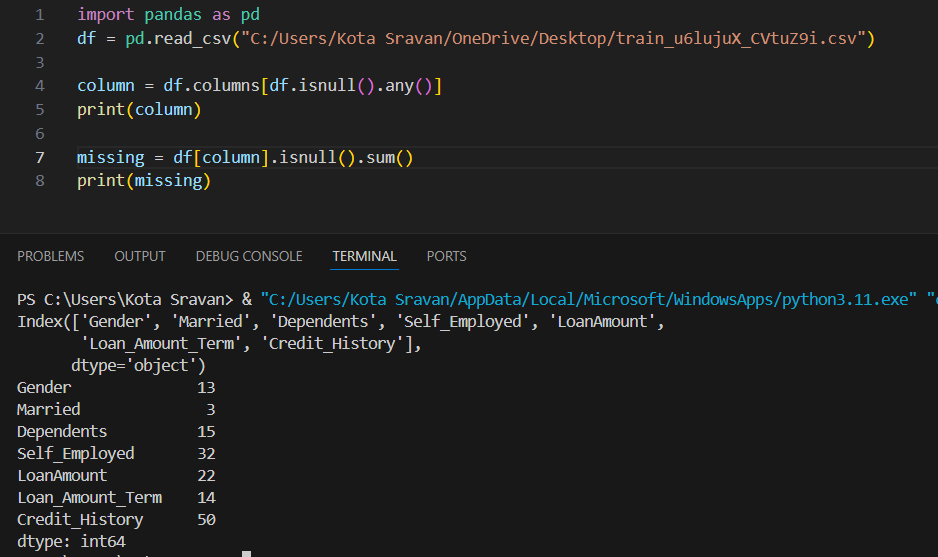 1 import pandas as pd
2 df = pd.read_csv("C:/Users/Kota Sravan/OneDrive/Desktop/train_u6lujuX_CVtuZ9i.csv")
3
4 column = df.columns[df.isnull().any()]
5 print(column)
6
7 missing = df[column].isnull().sum()
8 print(missing)
PROBLEMS OUTPUT DEBUG CONSOLE TERMINAL PORTS
PS C:\Users\Kota Sravan> & "C:/Users/Kota Sravan/AppData/Local/Microsoft/WindowsApps/python3.11.exe" "
Index(['Gender', 'Married', 'Dependents', 'Self_Employed', 'LoanAmount',
'Loan_Amount_Term', 'Credit_History'],
dtype='object')
Gender 13
Married 3
Dependents 15
Self_Employed 32
LoanAmount 22
Loan_Amount_Term 14
Credit_History 50
dtype: int64